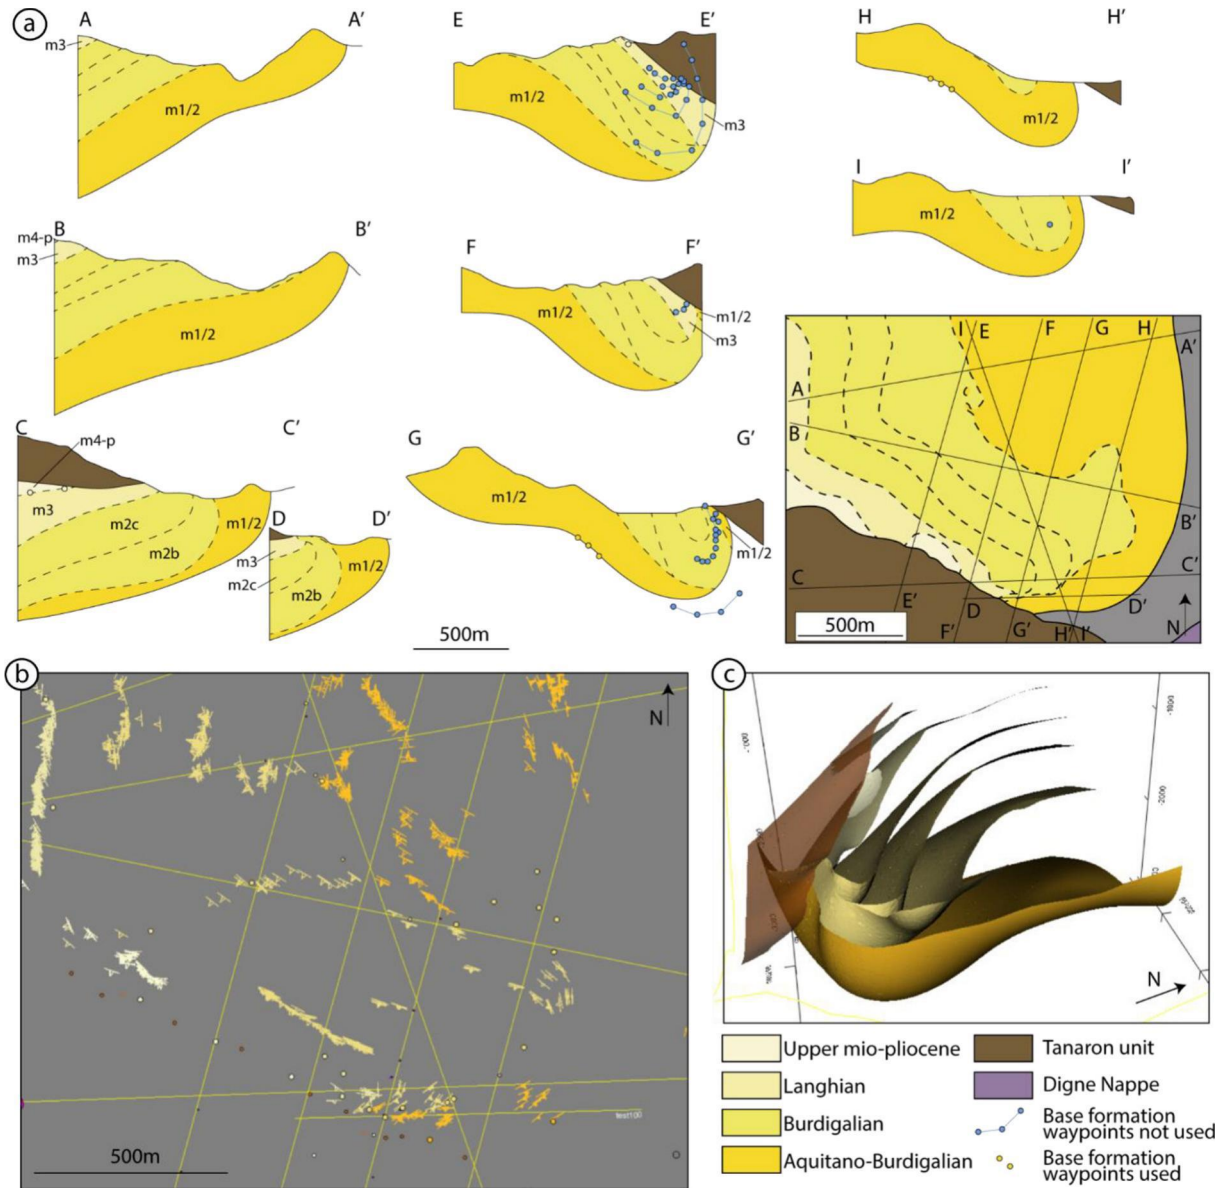 a
A
A′
m3
m1/2
E
E′
m1/2
m3
H
H′
m1/2
I
I′
m1/2
B
B′
m4-p
m3
m1/2
F
F′
m1/2
m1/2
m3
C
C′
m4-p
m3
m2c
m2b
m1/2
D
D′
m3
m2c
m2b
m1/2
G
G′
m1/2
m1/2
500m
I E F G H
A A′
B B′
C C′
E′ D D′
F′ G′ H′ I′
N
500m
b
N
test100
500m
c
-1000
-2000
N
Upper mio-pliocene
Langhian
Burdigalian
Aquitano-Burdigalian
Tanaron unit
Digne Nappe
Base formation
waypoints not used
Base formation
waypoints used